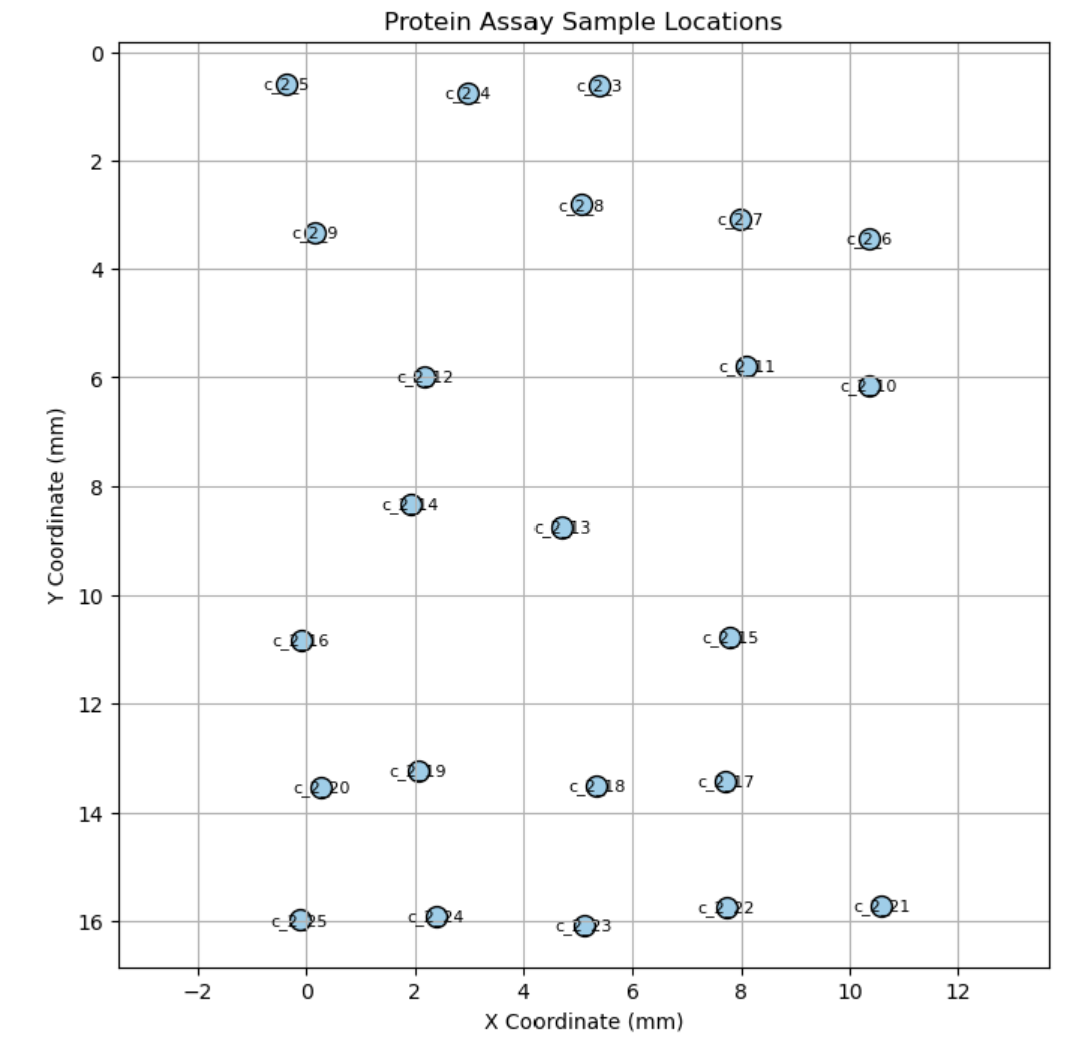 Protein Assay Sample Locations
0
c_2_5
c_2_4
c_2_3
2
c_2_8
c_2_7
c_2_9
c_2_6
4
c_2_12
c_2_11
6
c_2_10
8
c_2_14
c_2_13
10
c_2_16
c_2_15
12
c_2_20
c_2_19
c_2_18
c_2_17
14
c_2_25
c_2_24
c_2_23
c_2_22
c_2_21
16
Y Coordinate (mm)
−2
0
2
4
6
8
10
12
X Coordinate (mm)